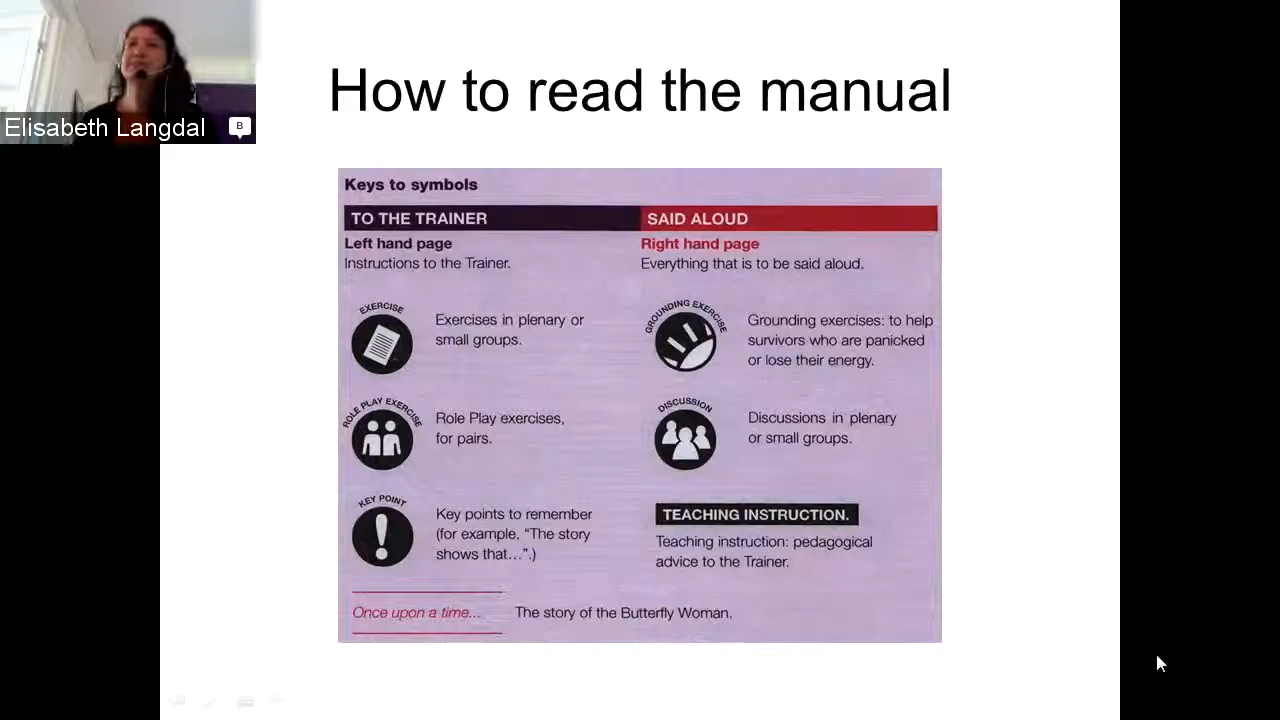 Elisabeth Langdal
B
How to read the manual
Keys to symbols
TO THE TRAINER
SAID ALOUD
Left hand page
Instructions to the Trainer.
Right hand page
Everything that is to be said aloud.
EXERCISE
Exercises in plenary or
small groups.
GROUNDING EXERCISE
Grounding exercises: to help
survivors who are panicked
or lose their energy.
ROLE PLAY EXERCISE
Role Play exercises,
for pairs.
DISCUSSION
Discussions in plenary
or small groups.
KEY POINT
Key points to remember
(for example, “The story
shows that...”.)
TEACHING INSTRUCTION.
Teaching instruction: pedagogical
advice to the Trainer.
Once upon a time...
The story of the Butterfly Woman.